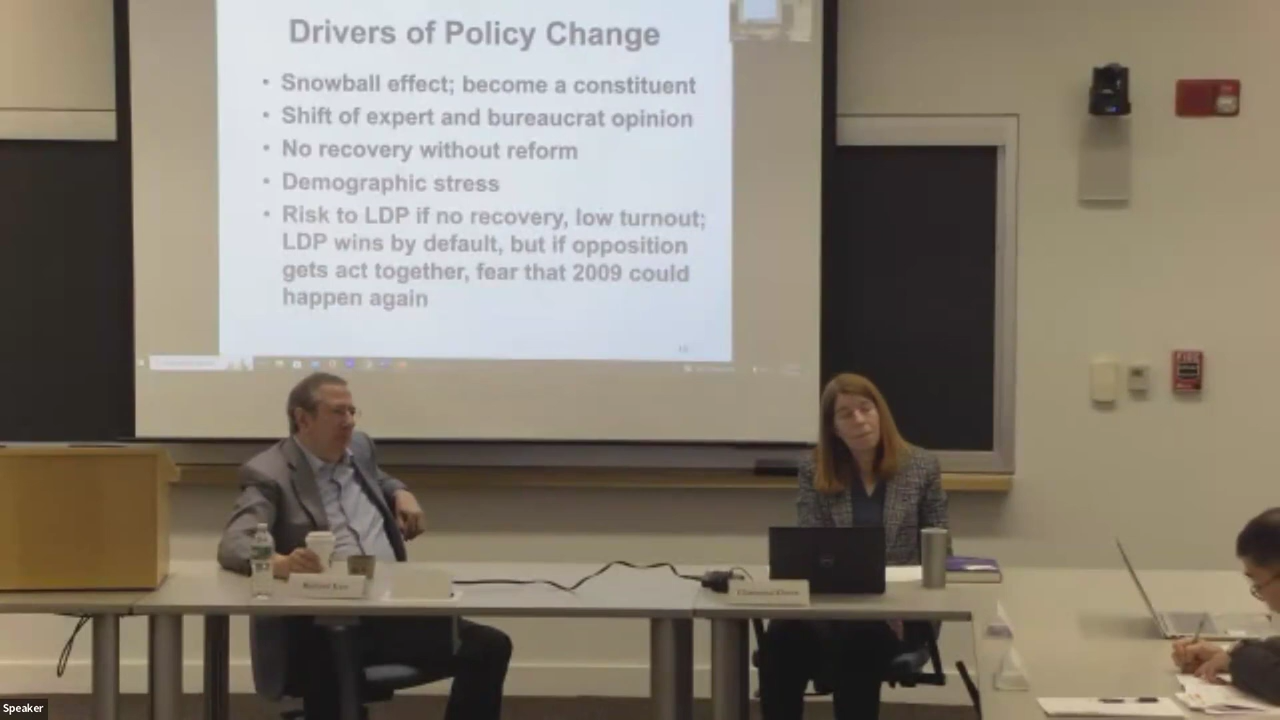 Drivers of Policy Change
• Snowball effect; become a constituent
• Shift of expert and bureaucrat opinion
• No recovery without reform
• Demographic stress
• Risk to LDP if no recovery, low turnout;
LDP wins by default, but if opposition
gets act together, fear that 2009 could
happen again
FIRE
Speaker